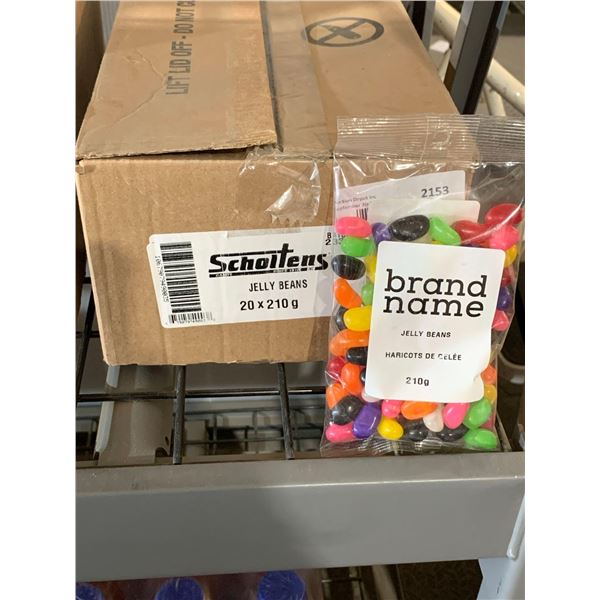 LIFT LID OFF - DO NOT
2153
Scholtens
JELLY BEANS
20 x 210 g
brand
name
JELLY BEANS
HARICOTS DE GELÉE
210g